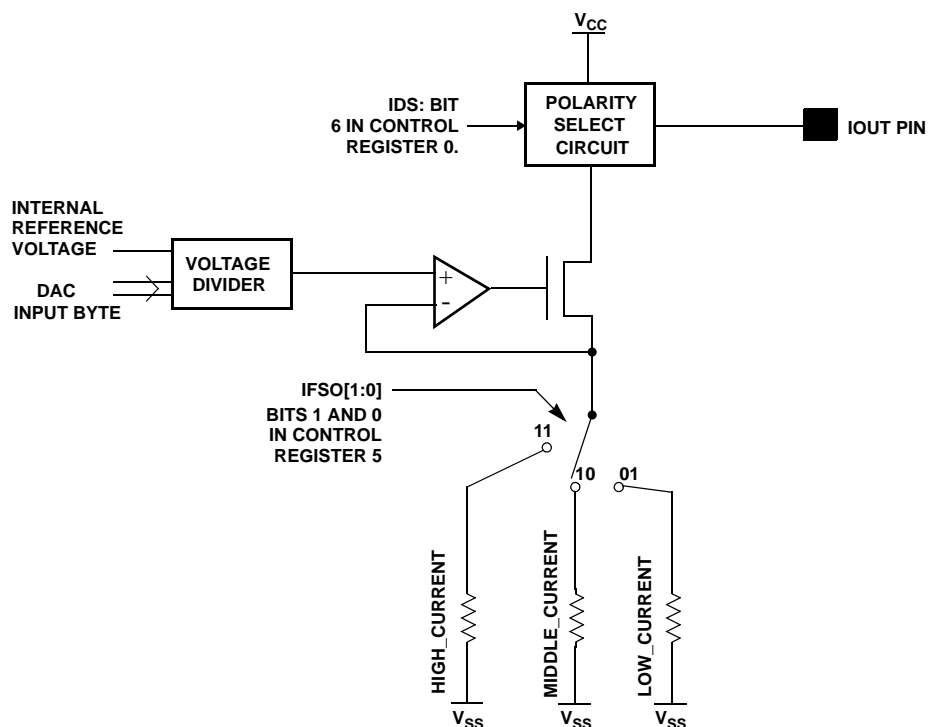 VCC
IDS: BIT
6 IN CONTROL
REGISTER 0.
POLARITY
SELECT
CIRCUIT
IOUT PIN
INTERNAL
REFERENCE
VOLTAGE
DAC
INPUT BYTE
VOLTAGE
DIVIDER
+
-
IFSO[1:0]
BITS 1 AND 0
IN CONTROL
REGISTER 5
11
10
01
HIGH_CURRENT
MIDDLE_CURRENT
LOW_CURRENT
VSS
VSS
VSS